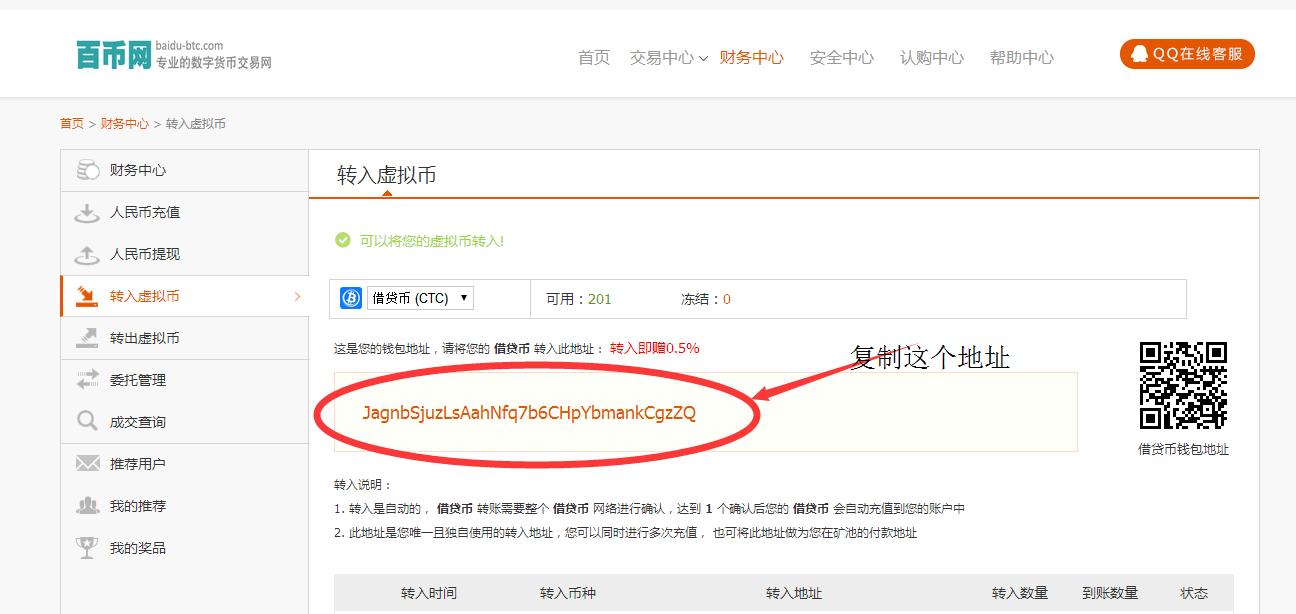 百币网
baidu-btc.com
专业的数字货币交易网
首页 交易中心 财务中心 安全中心 认购中心 帮助中心
QQ在线客服
首页 > 财务中心 > 转入虚拟币
财务中心
人民币充值
人民币提现
转入虚拟币
转出虚拟币
委托管理
成交查询
推荐用户
我的推荐
我的奖品
转入虚拟币
可以将您的虚拟币转入!
借贷币 (CTC)
可用：201 冻结：0
这是您的钱包地址，请将您的 借贷币 转入此地址： 转入即赠0.5%
复制这个地址
JagnbSjuzLsAahNfq7b6CHpYbmankCgzZQ
借贷币钱包地址
转入说明：
1. 转入是自动的， 借贷币 转账需要整个 借贷币 网络进行确认，达到 1 个确认后您的 借贷币 会自动充值到您的账户中
2. 此地址是您唯一且独自使用的转入地址，您可以同时进行多次充值， 也可将此地址做为您在矿池的付款地址
转入时间 转入币种 转入地址 转入数量 到账数量 状态